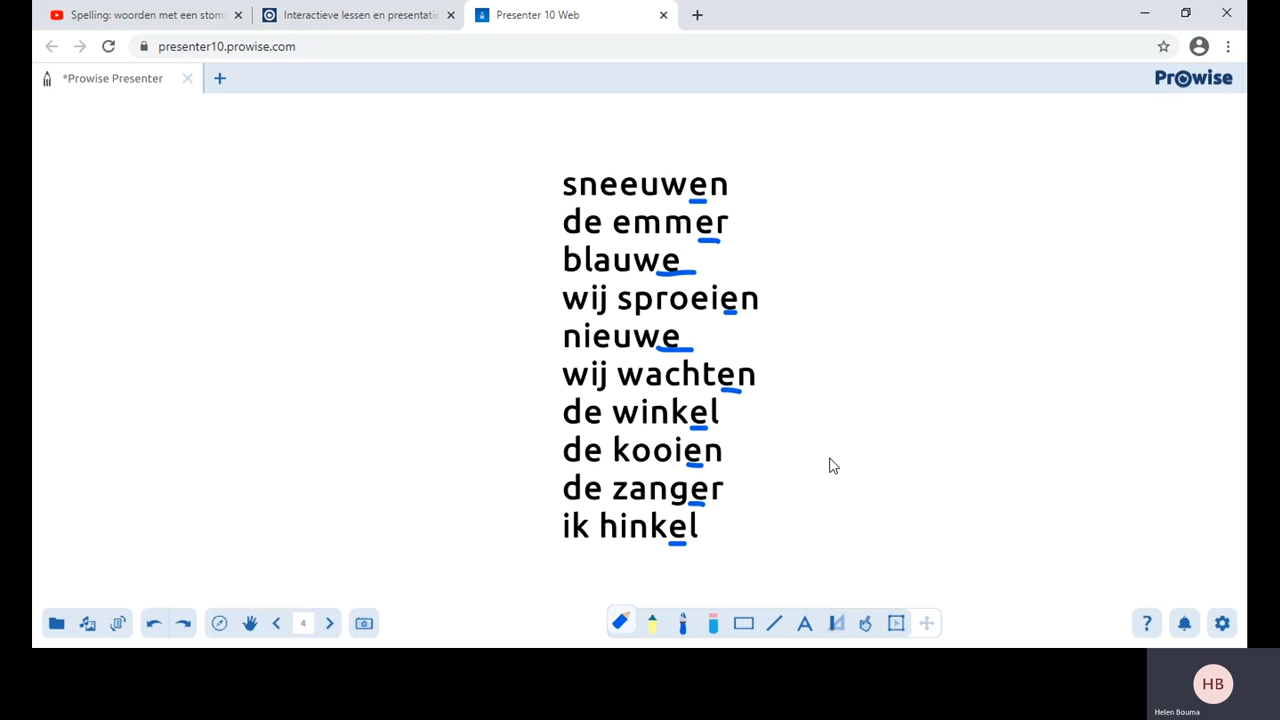 Spelling: woorden met een stom
Interactieve lessen en presentatie
Presenter 10 Web
presenter10.prowise.com
*Prowise Presenter
Prowise
sneeuwen
de emmer
blauwe
wij sproeien
nieuwe
wij wachten
de winkel
de kooien
de zanger
ik hinkel
4
A
?
HB
Helen Bouma